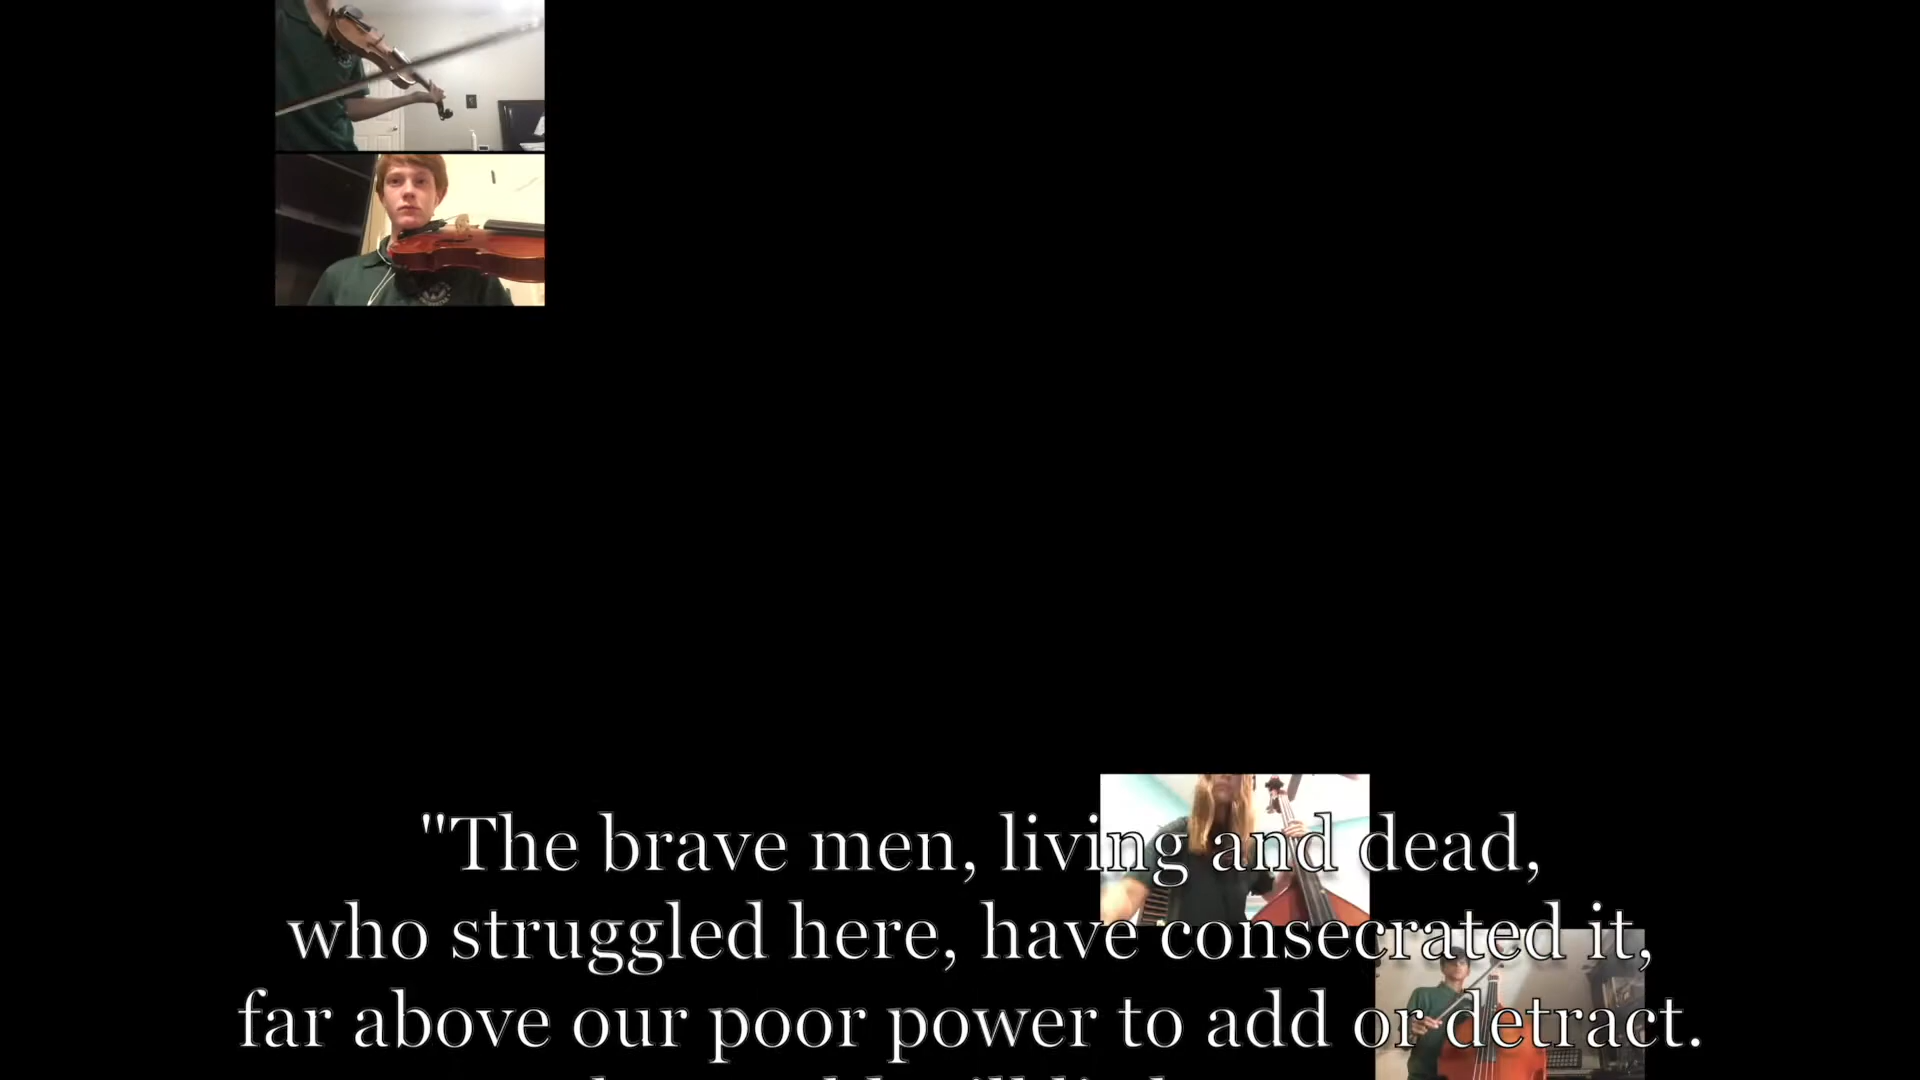 "The brave men, living and dead,
who struggled here, have consecrated it,
far above our poor power to add or detract.